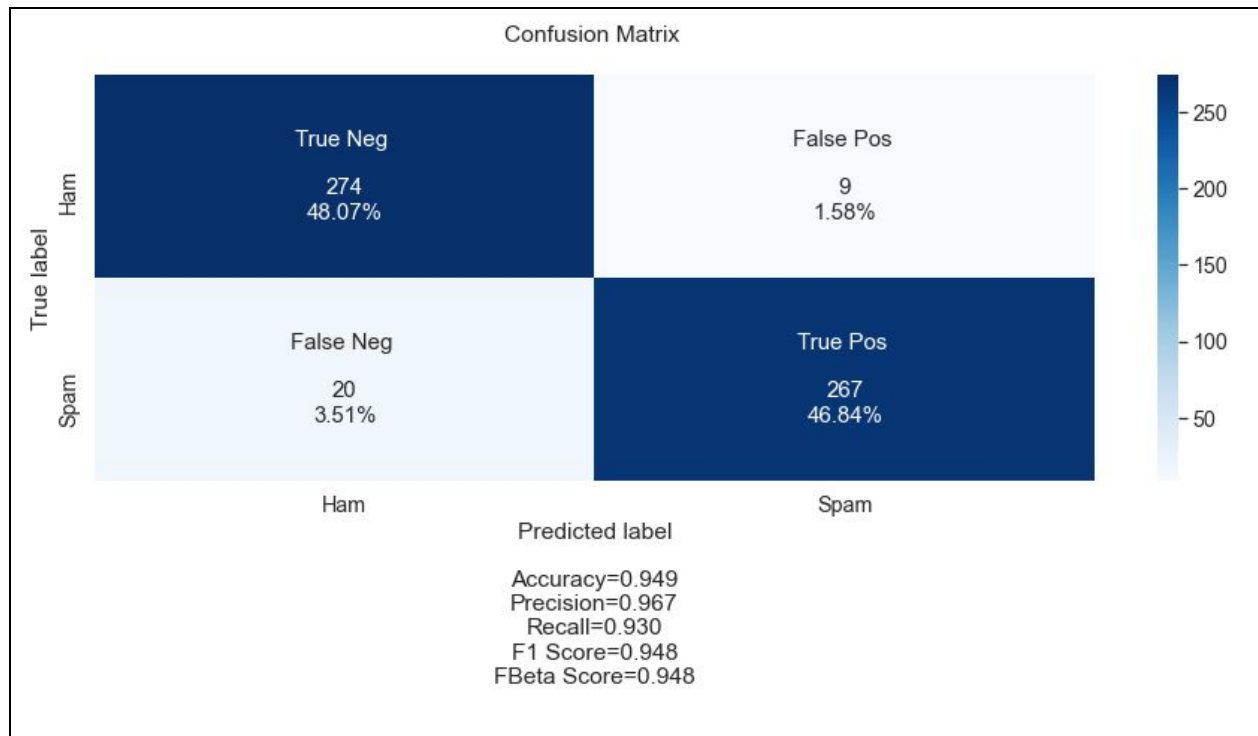 Confusion Matrix
True Neg
274
48.07%
False Pos
9
1.58%
False Neg
20
3.51%
True Pos
267
46.84%
Ham
Spam
True label
Ham
Spam
Predicted label
250
200
150
100
50
Accuracy=0.949
Precision=0.967
Recall=0.930
F1 Score=0.948
FBeta Score=0.948